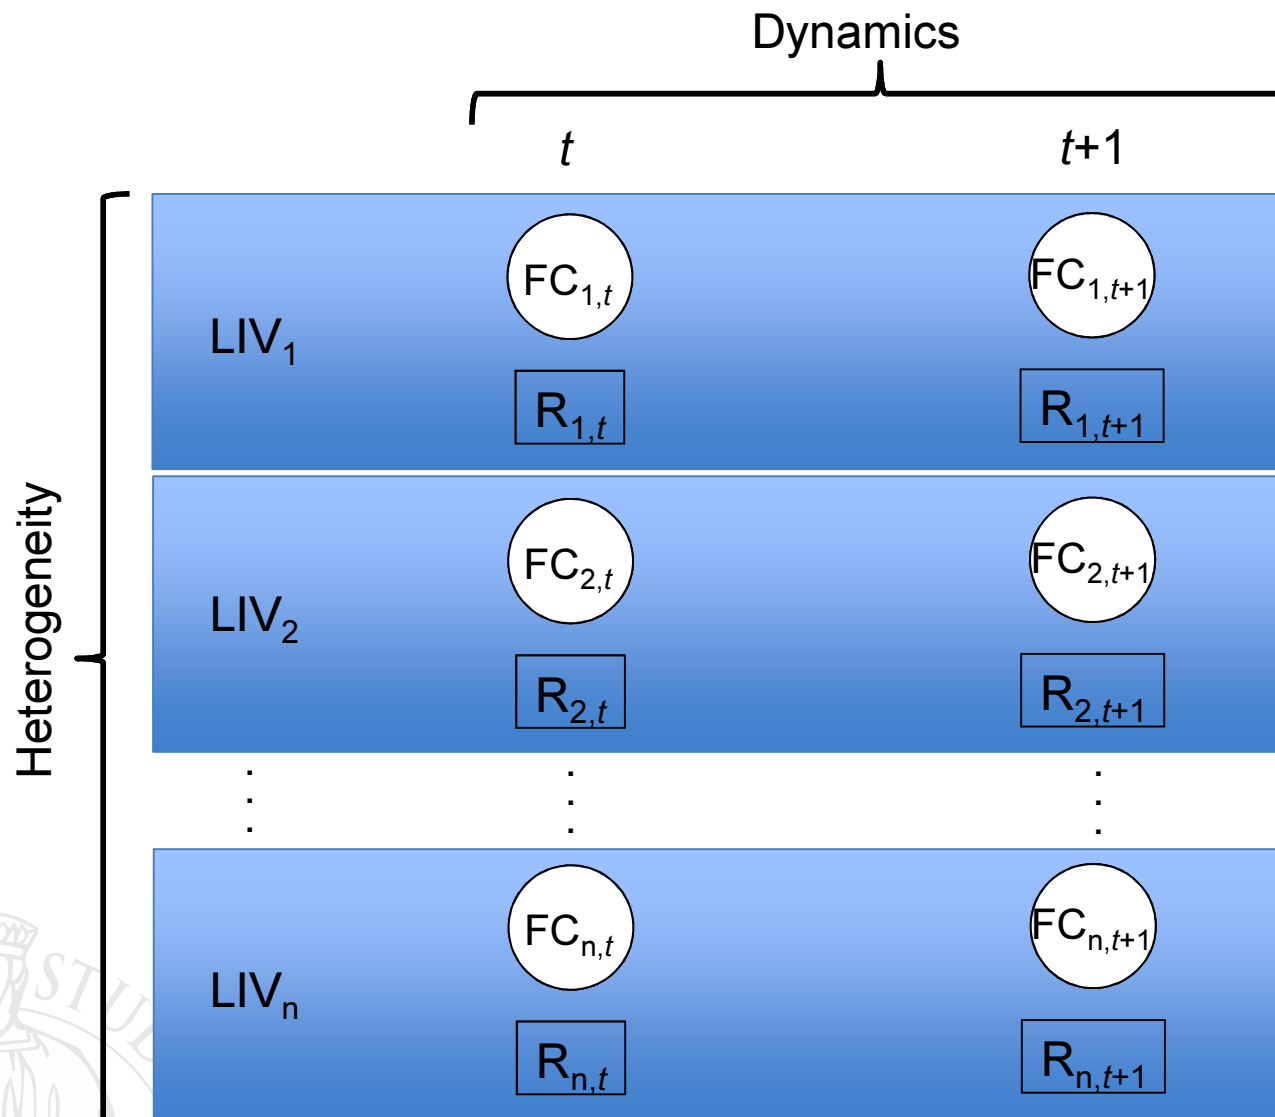 Dynamics
t t+1
Heterogeneity
FC1,t FC1,t+1
LIV1
R1,t R1,t+1
FC2,t FC2,t+1
LIV2
R2,t R2,t+1
. . .
. . .
. . .
FCn,t FCn,t+1
LIVn
STU
Rn,t Rn,t+1